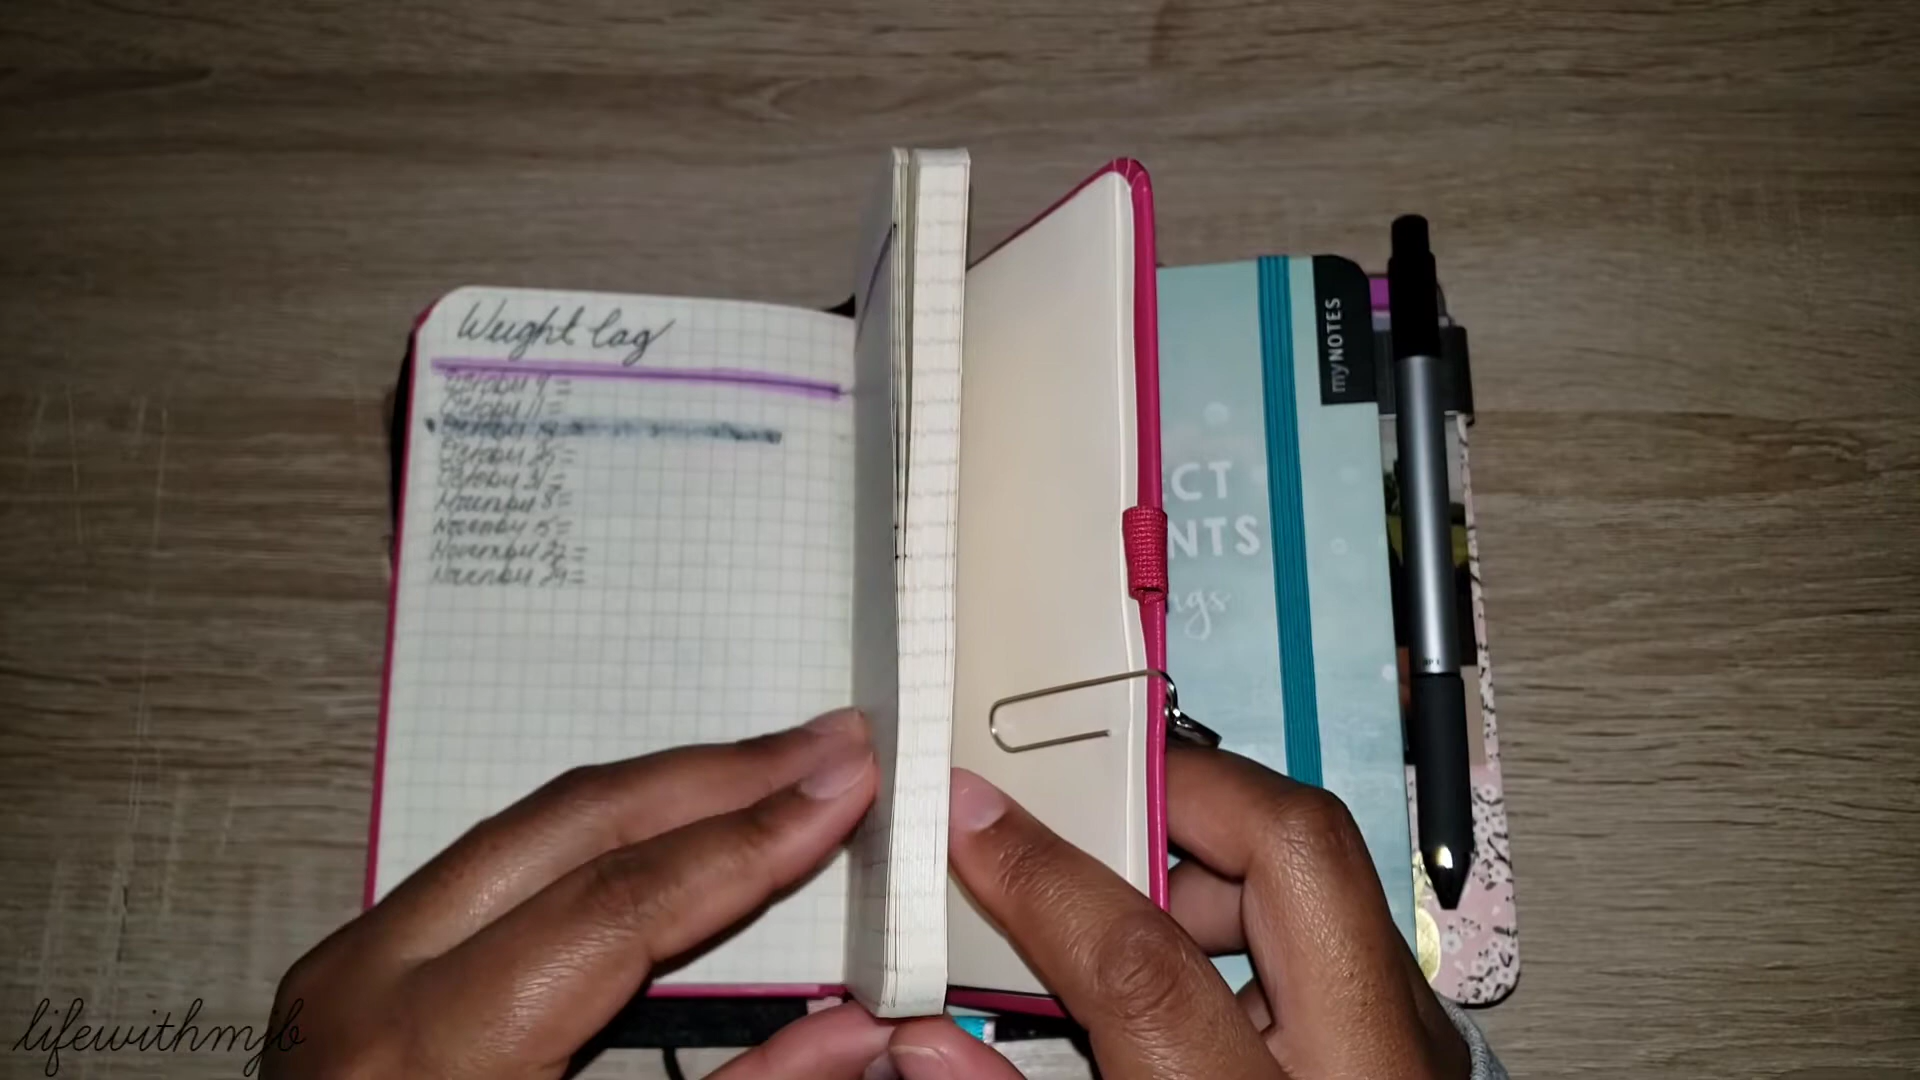 Weight log
October 4 =
October 11 =
October 25 =
October 31 =
November 8 =
November 15 =
November 22 =
November 29 =
myNOTES
ECT
NTS
ngs
lifewithmjb